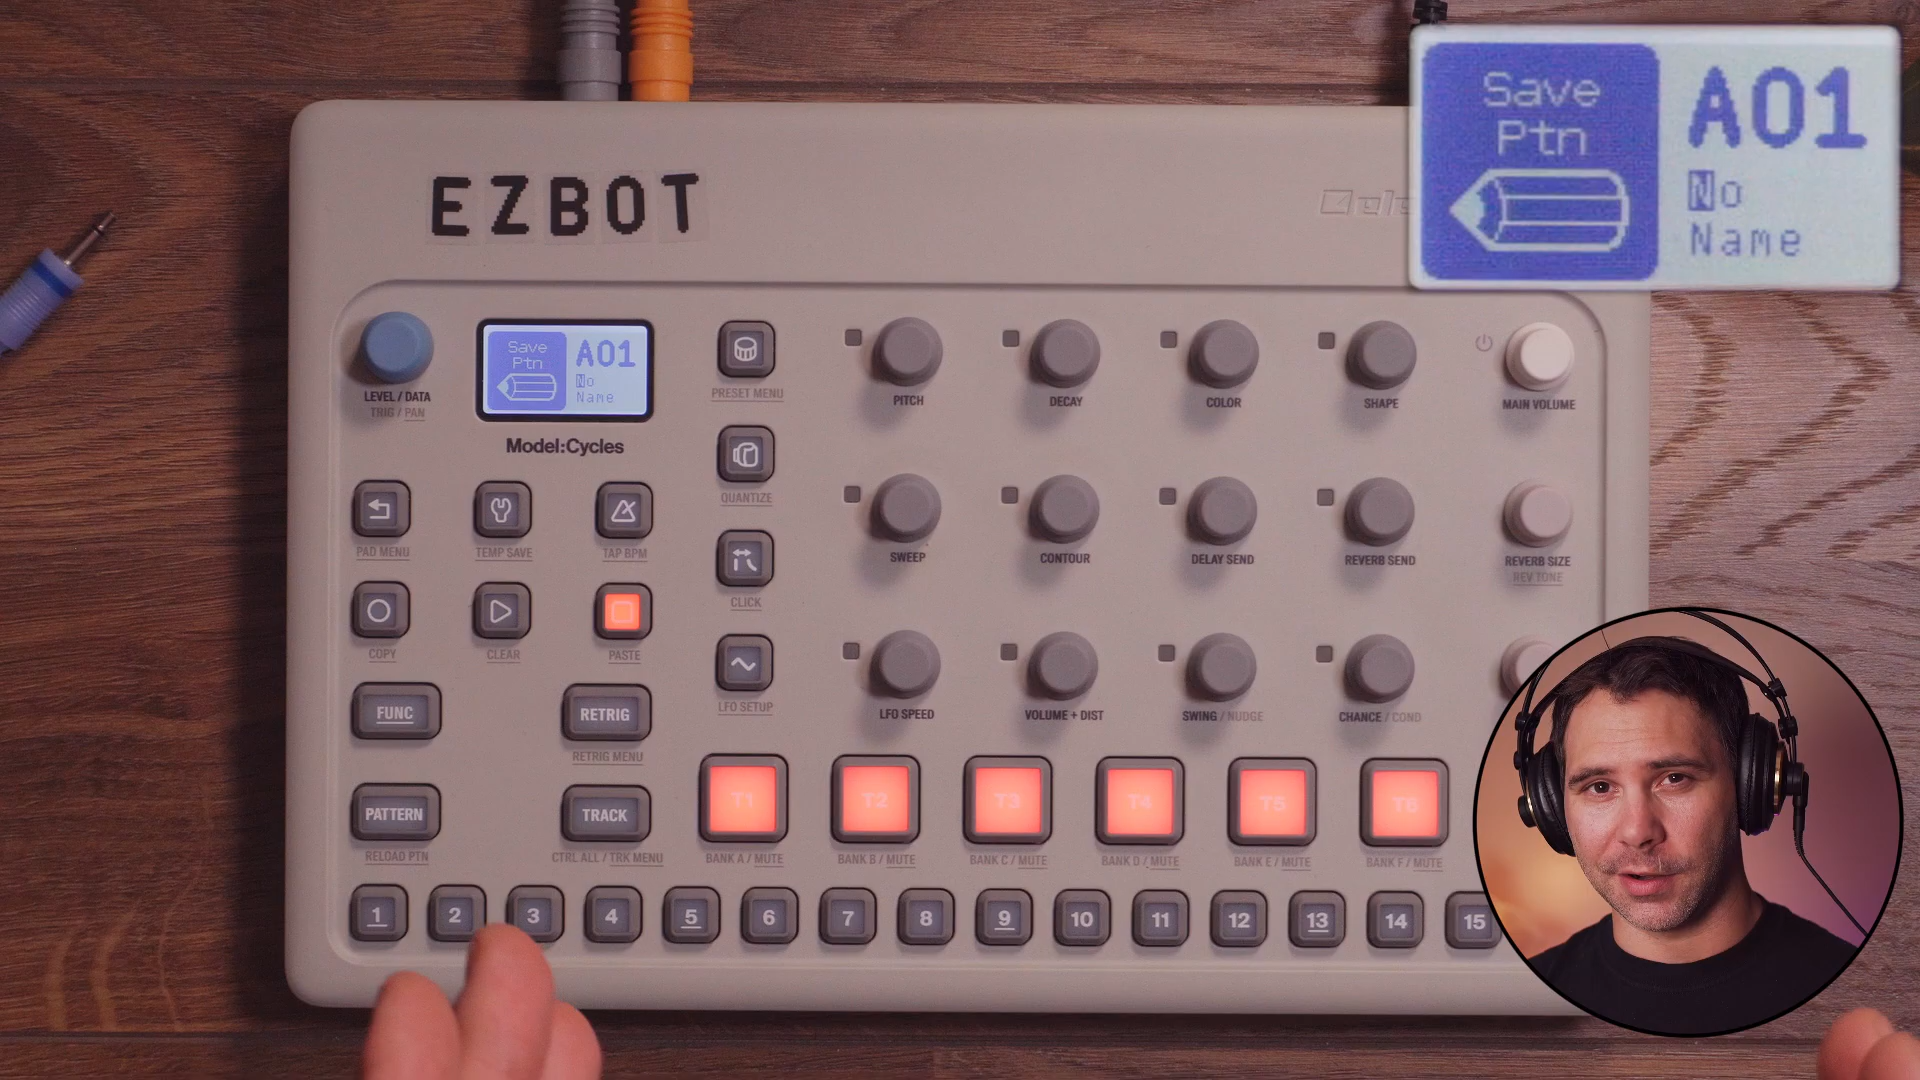 Save
Ptn
A01
No
Name
EZBOT
Save
Ptn
A01
No
Name
LEVEL / DATA
TRIG / PAN
Model:Cycles
PRESET MENU
PITCH
DECAY
COLOR
SHAPE
MAIN VOLUME
QUANTIZE
PAD MENU
TEMP SAVE
TAP BPM
SWEEP
CONTOUR
DELAY SEND
REVERB SEND
REVERB SIZE
REV TONE
CLICK
COPY
CLEAR
PASTE
LFO SETUP
LFO SPEED
VOLUME + DIST
SWING / NUDGE
CHANCE / COND
FUNC
RETRIG
RETRIG MENU
PATTERN
TRACK
T1
T2
T3
T4
T5
T6
RELOAD PTN
CTRL ALL / TRK MENU
BANK A / MUTE
BANK B / MUTE
BANK C / MUTE
BANK D / MUTE
BANK E / MUTE
BANK F / MUTE
1
2
3
4
5
6
7
8
9
10
11
12
13
14
15